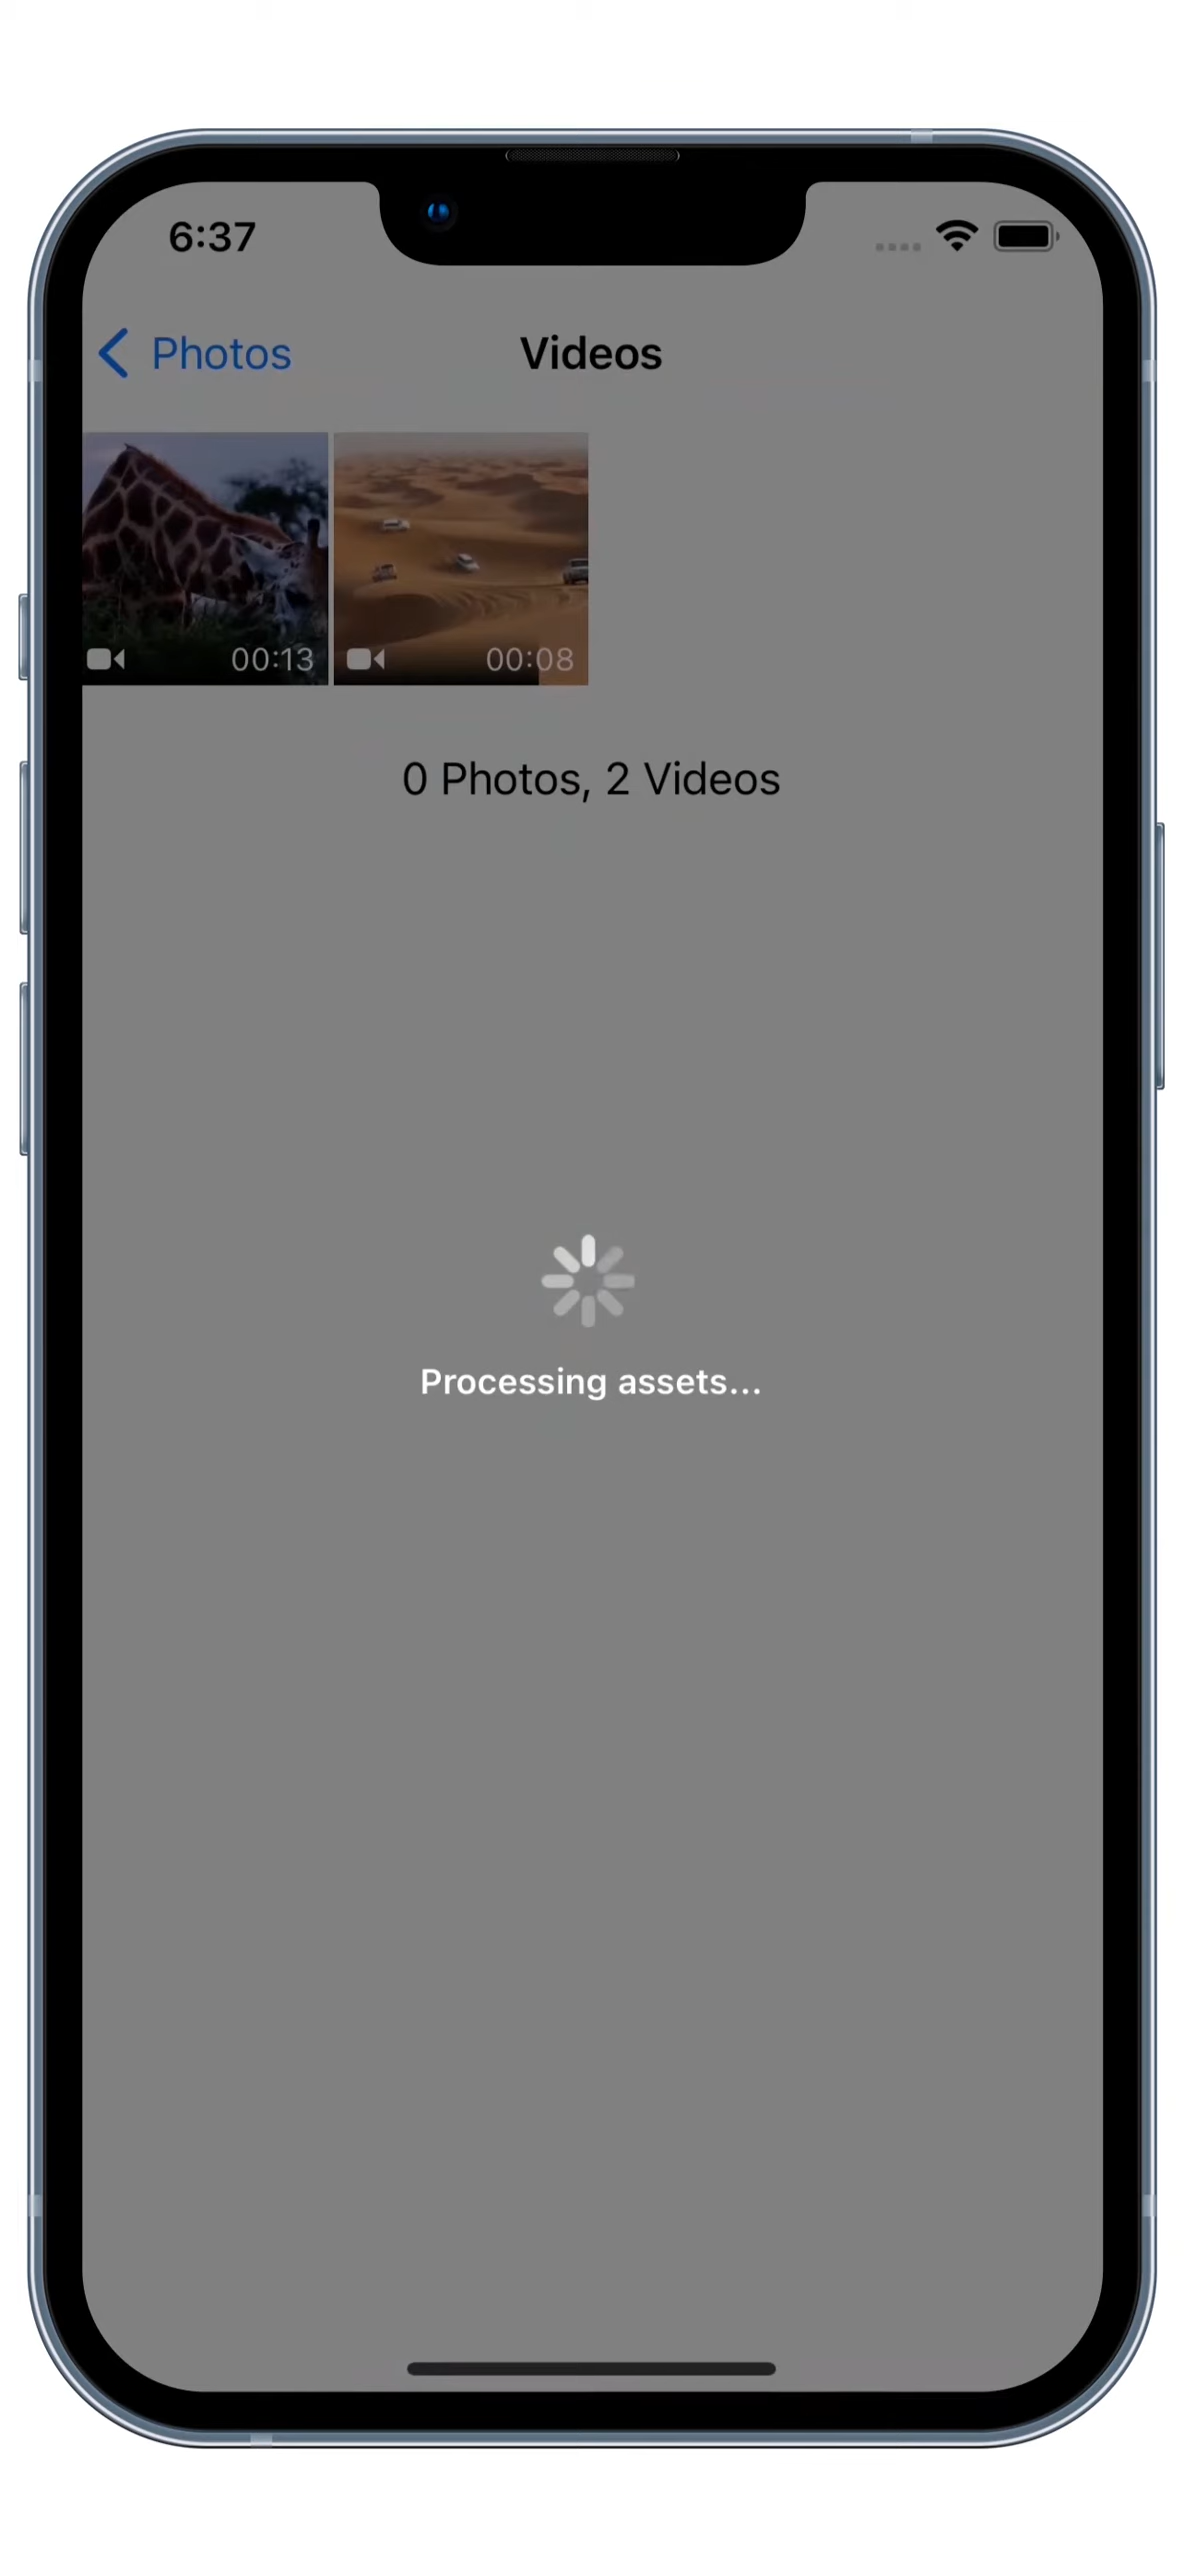 6:37
Photos
Videos
00:13
00:08
0 Photos, 2 Videos
Processing assets...